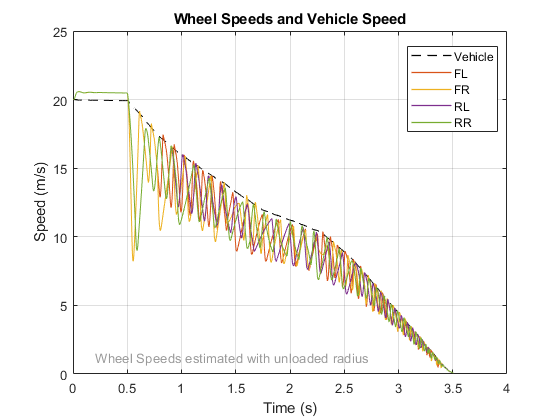 Wheel Speeds and Vehicle Speed
25
20
15
10
5
0
Speed (m/s)
Vehicle
FL
FR
RL
RR
Wheel Speeds estimated with unloaded radius
0 0.5 1 1.5 2 2.5 3 3.5 4
Time (s)